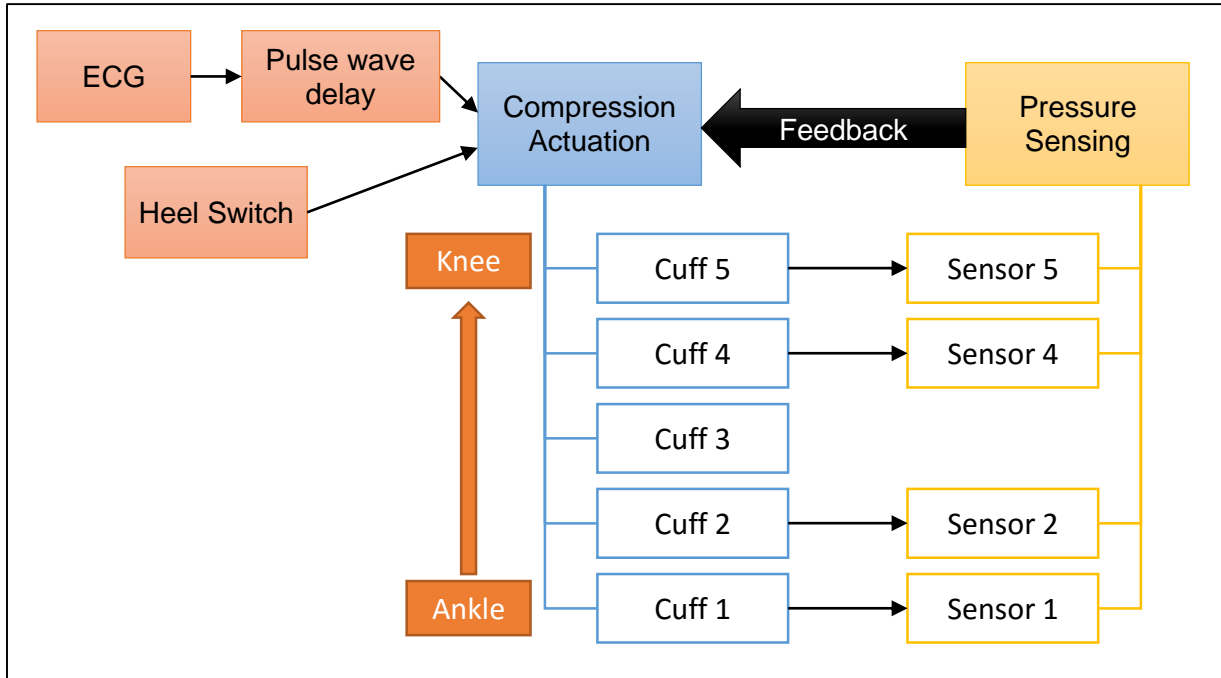 ECG
Pulse wave
delay
Compression
Actuation
Feedback
Pressure
Sensing
Heel Switch
Knee
Cuff 5
Sensor 5
Cuff 4
Sensor 4
Cuff 3
Cuff 2
Sensor 2
Ankle
Cuff 1
Sensor 1